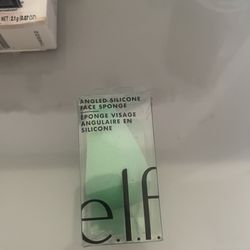 ANGLED SILICONE
FACE SPONGE
ÉPONGE VISAGE
ANGULAIRE EN
SILICONE
e.l.f.